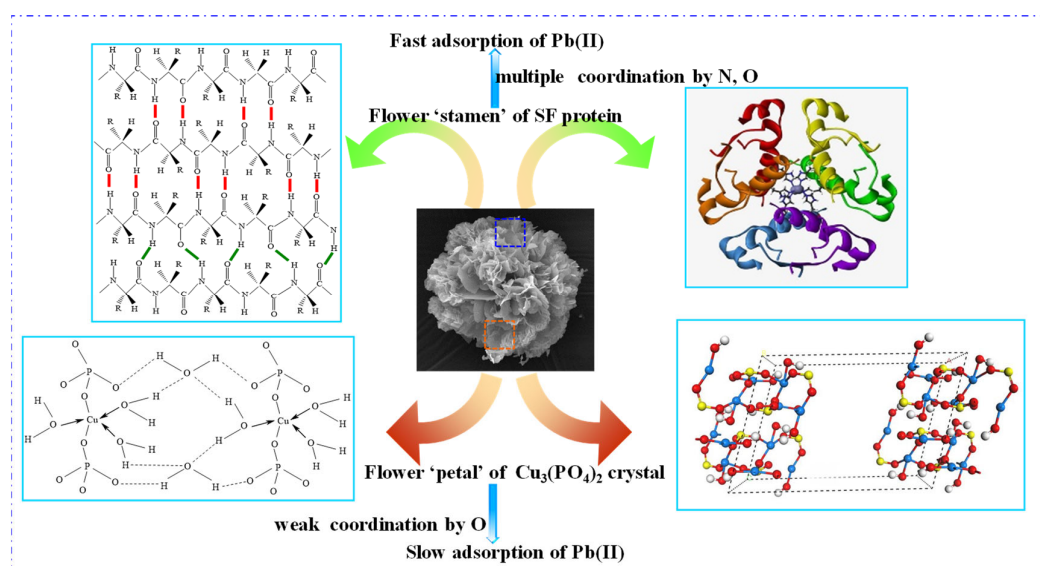 Fast adsorption of Pb(II)
multiple coordination by N, O
Flower ‘stamen’ of SF protein
Flower ‘petal’ of Cu₃(PO₄)₂ crystal
weak coordination by O
Slow adsorption of Pb(II)